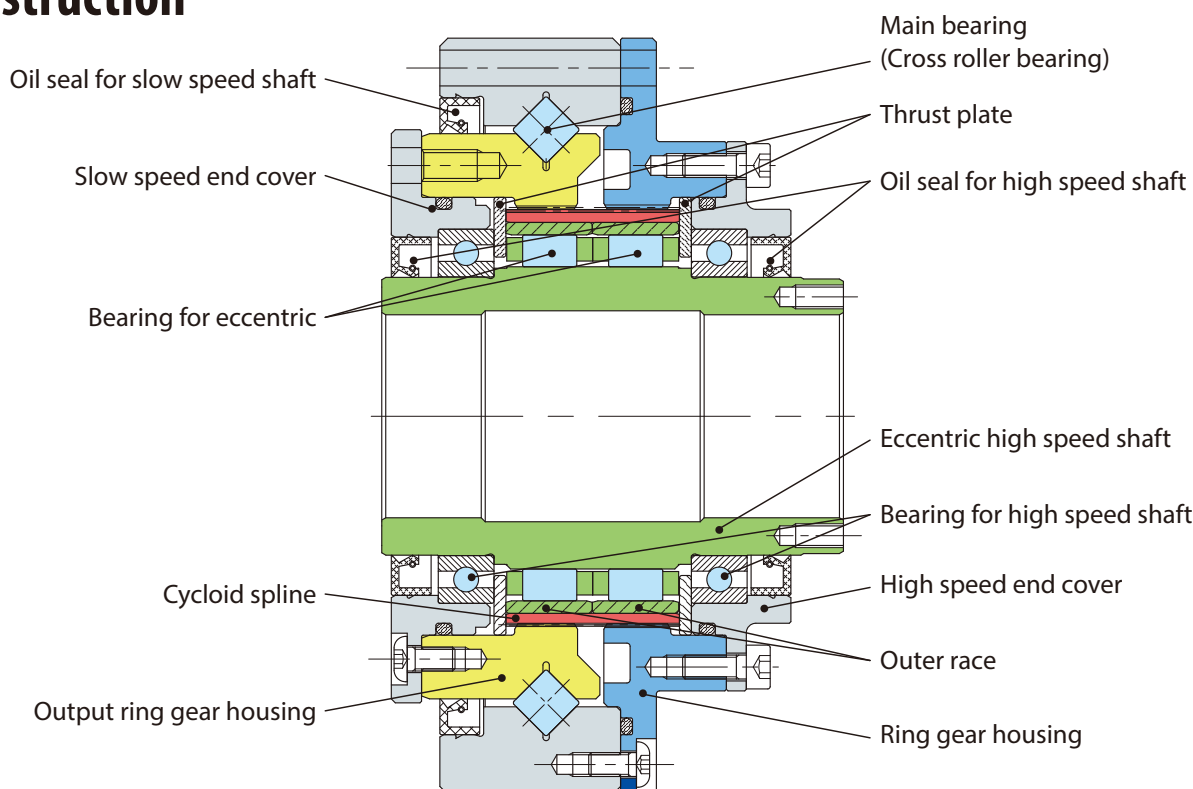 struction
Main bearing
(Cross roller bearing)
Oil seal for slow speed shaft
Thrust plate
Slow speed end cover
Oil seal for high speed shaft
Bearing for eccentric
Eccentric high speed shaft
Bearing for high speed shaft
High speed end cover
Cycloid spline
Outer race
Output ring gear housing
Ring gear housing